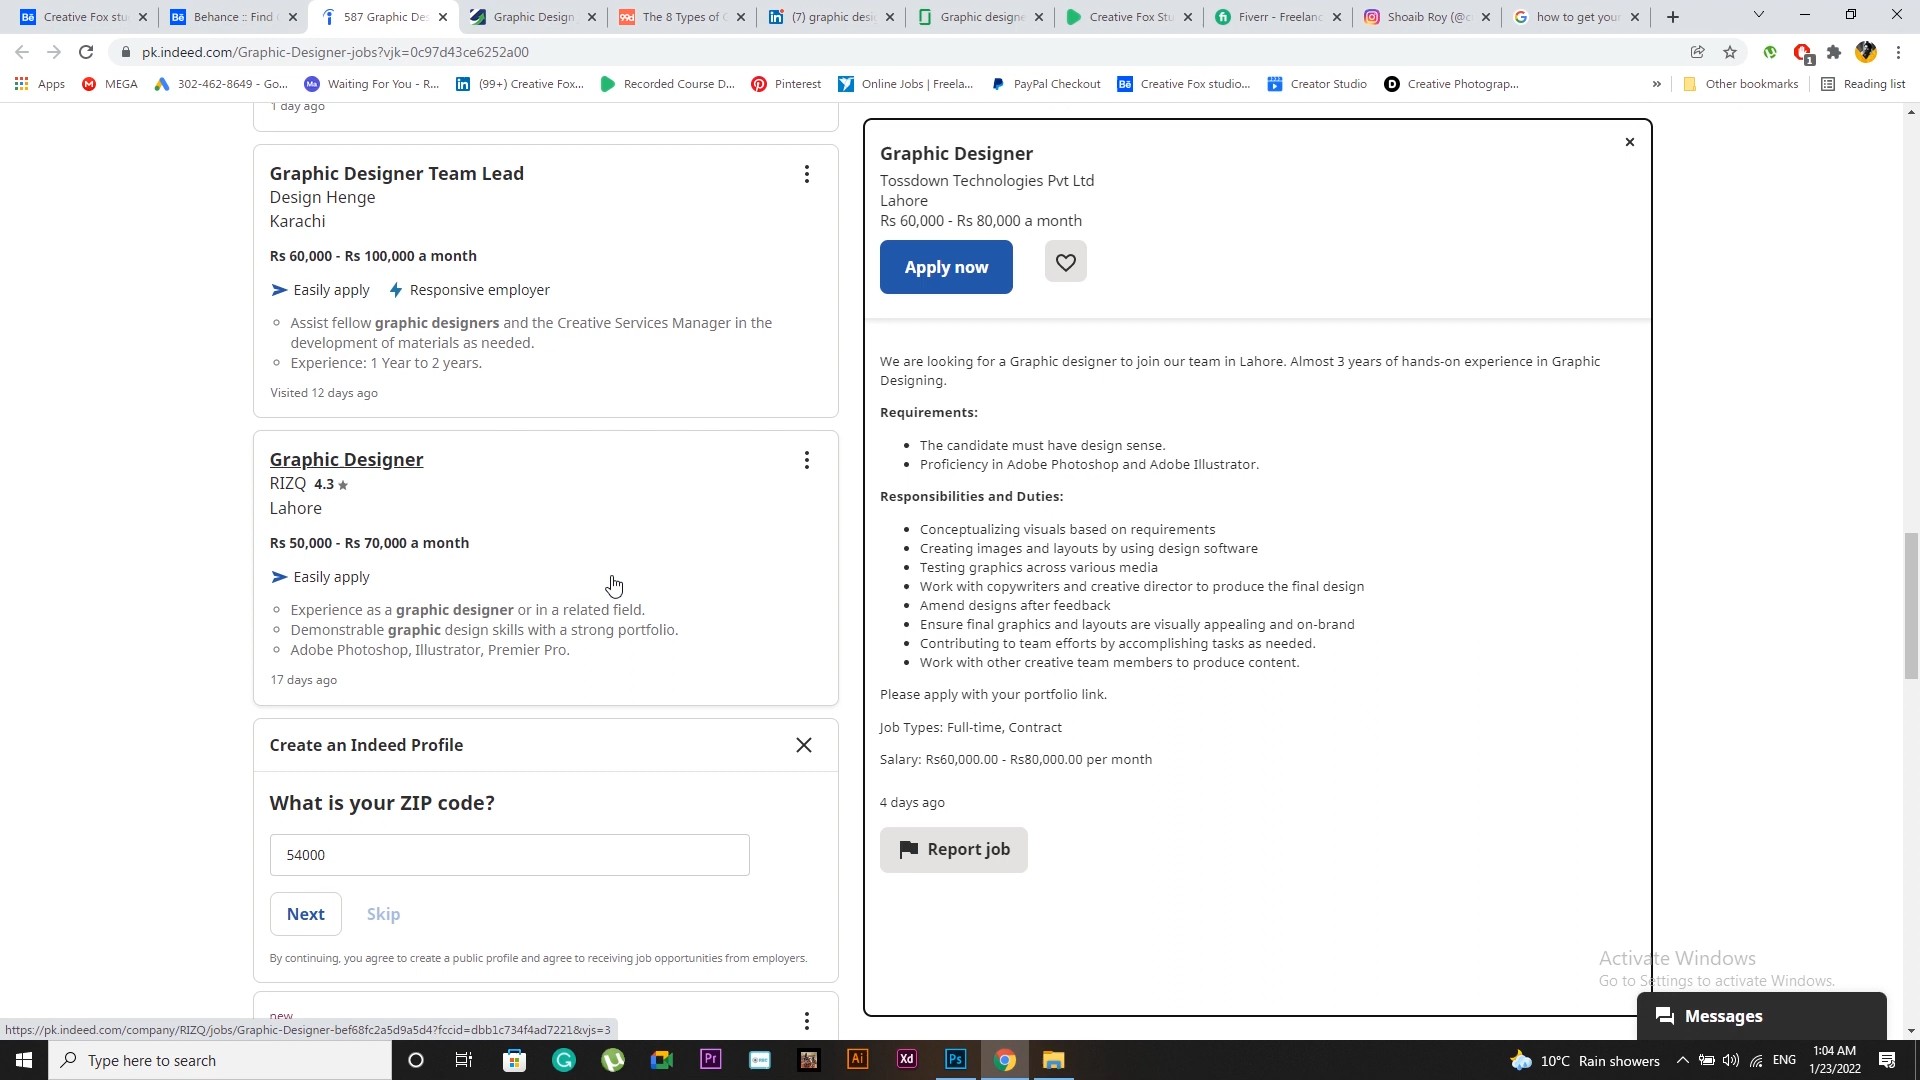 Creative Fox stu
Behance :: Find
587 Graphic Des
Graphic Design
The 8 Types of
(7) graphic desi
Graphic designe
Creative Fox Stu
Fiverr - Freelanc
Shoaib Roy (@c
how to get your
pk.indeed.com/Graphic-Designer-jobs?vjk=0c97d43ce6252a00
1
Apps
MEGA
302-462-8649 - Go...
Waiting For You - R...
(99+) Creative Fox...
Recorded Course D...
Pinterest
Online Jobs | Freela...
PayPal Checkout
Creative Fox studio...
Creator Studio
Creative Photograp...
»
Other bookmarks
Reading list
1 day ago
Graphic Designer Team Lead
Design Henge
Karachi
Rs 60,000 - Rs 100,000 a month
Easily apply
Responsive employer
Assist fellow graphic designers and the Creative Services Manager in the
development of materials as needed.
Experience: 1 Year to 2 years.
Visited 12 days ago
Graphic Designer
RIZQ 4.3
Lahore
Rs 50,000 - Rs 70,000 a month
Easily apply
Experience as a graphic designer or in a related field.
Demonstrable graphic design skills with a strong portfolio.
Adobe Photoshop, Illustrator, Premier Pro.
17 days ago
Create an Indeed Profile
What is your ZIP code?
54000
Next
Skip
By continuing, you agree to create a public profile and agree to receiving job opportunities from employers.
new
https://pk.indeed.com/company/RIZQ/jobs/Graphic-Designer-bef68fc2a5d9a5d4?fccid=dbb1c734f4ad7221&vjs=3
Graphic Designer
Tossdown Technologies Pvt Ltd
Lahore
Rs 60,000 - Rs 80,000 a month
Apply now
We are looking for a Graphic designer to join our team in Lahore. Almost 3 years of hands-on experience in Graphic
Designing.
Requirements:
The candidate must have design sense.
Proficiency in Adobe Photoshop and Adobe Illustrator.
Responsibilities and Duties:
Conceptualizing visuals based on requirements
Creating images and layouts by using design software
Testing graphics across various media
Work with copywriters and creative director to produce the final design
Amend designs after feedback
Ensure final graphics and layouts are visually appealing and on-brand
Contributing to team efforts by accomplishing tasks as needed.
Work with other creative team members to produce content.
Please apply with your portfolio link.
Job Types: Full-time, Contract
Salary: Rs60,000.00 - Rs80,000.00 per month
4 days ago
Report job
Activate Windows
Go to Settings to activate Windows.
Messages
Type here to search
Pr
Ai
Xd
Ps
10°C Rain showers
ENG
1:04 AM
1/23/2022